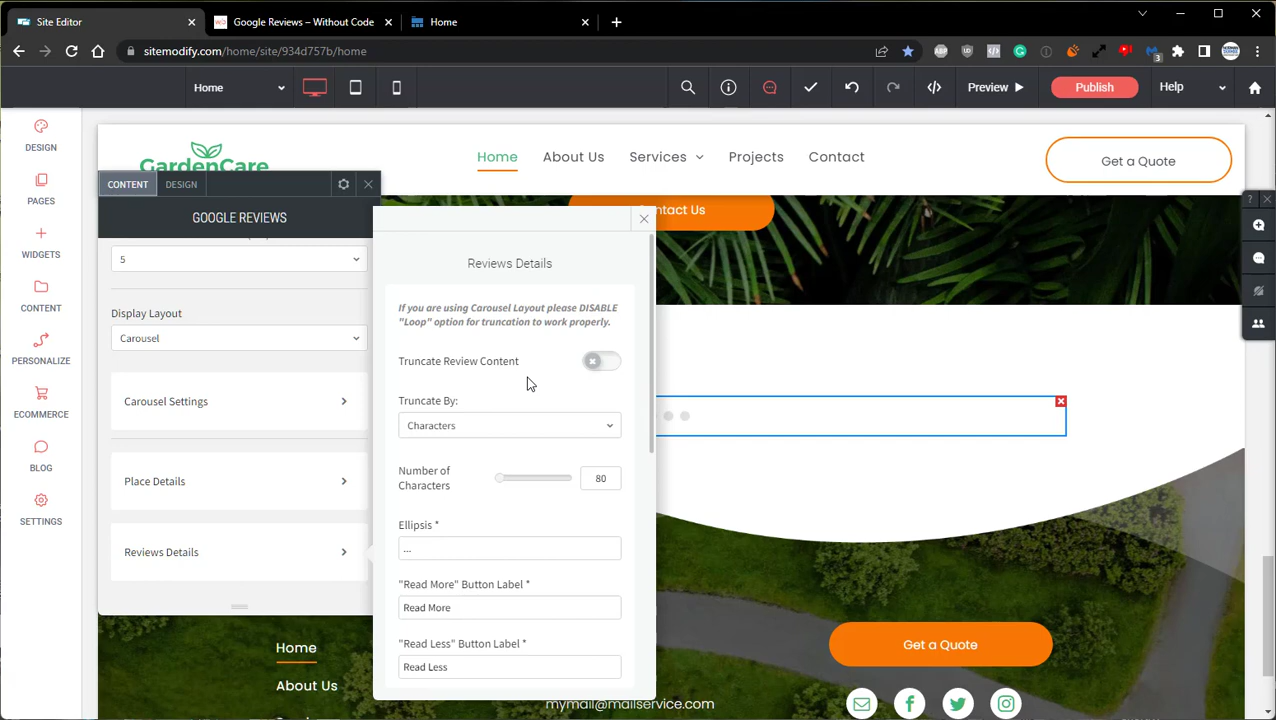 Site Editor
Google Reviews – Without Code
Home
sitemodify.com/home/site/934d757b/home
ABP
3
Home
Preview
Publish
Help
DESIGN
PAGES
WIDGETS
CONTENT
PERSONALIZE
ECOMMERCE
BLOG
SETTINGS
GardenCare
Home
About Us
Services
Projects
Contact
Get a Quote
CONTENT
DESIGN
GOOGLE REVIEWS
5
Display Layout
Carousel
Carousel Settings
Place Details
Reviews Details
Reviews Details
If you are using Carousel Layout please DISABLE
"Loop" option for truncation to work properly.
Truncate Review Content
Truncate By:
Characters
Number of
Characters
80
Ellipsis *
...
"Read More" Button Label *
Read More
"Read Less" Button Label *
Read Less
ntact Us
Home
About Us
Get a Quote
mymail@mailservice.com